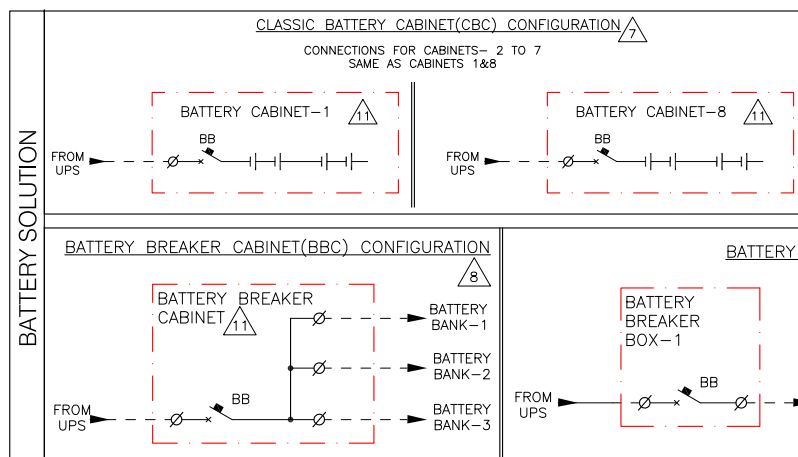 BATTERY SOLUTION
CLASSIC BATTERY CABINET(CBC) CONFIGURATION 7
CONNECTIONS FOR CABINETS- 2 TO 7
SAME AS CABINETS 1&8
BATTERY CABINET-1 11
BB
FROM
UPS
BATTERY CABINET-8 11
BB
FROM
UPS
BATTERY BREAKER CABINET(BBC) CONFIGURATION
8
BATTERY BREAKER
CABINET 11
BB
FROM
UPS
BATTERY
BANK-1
BATTERY
BANK-2
BATTERY
BANK-3
BATTERY
BATTERY
BREAKER
BOX-1
BB
FROM
UPS